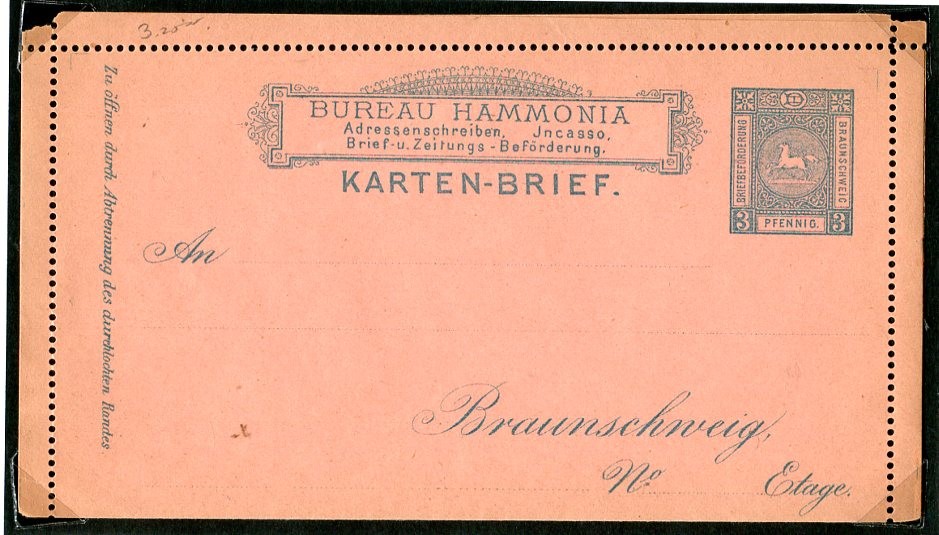 3.25
BUREAU HAMMONIA
Adressenschreiben, Jncasso,
Brief-u. Zeitungs-Beförderung.
KARTEN-BRIEF.
H
BRIEFBEFÖRDERUNG
BRAUNSCHWEIG
3 PFENNIG. 3
Zu öffnen durch Abtrennung des durchlochten Randes
An
Braunschweig,
No Etage.